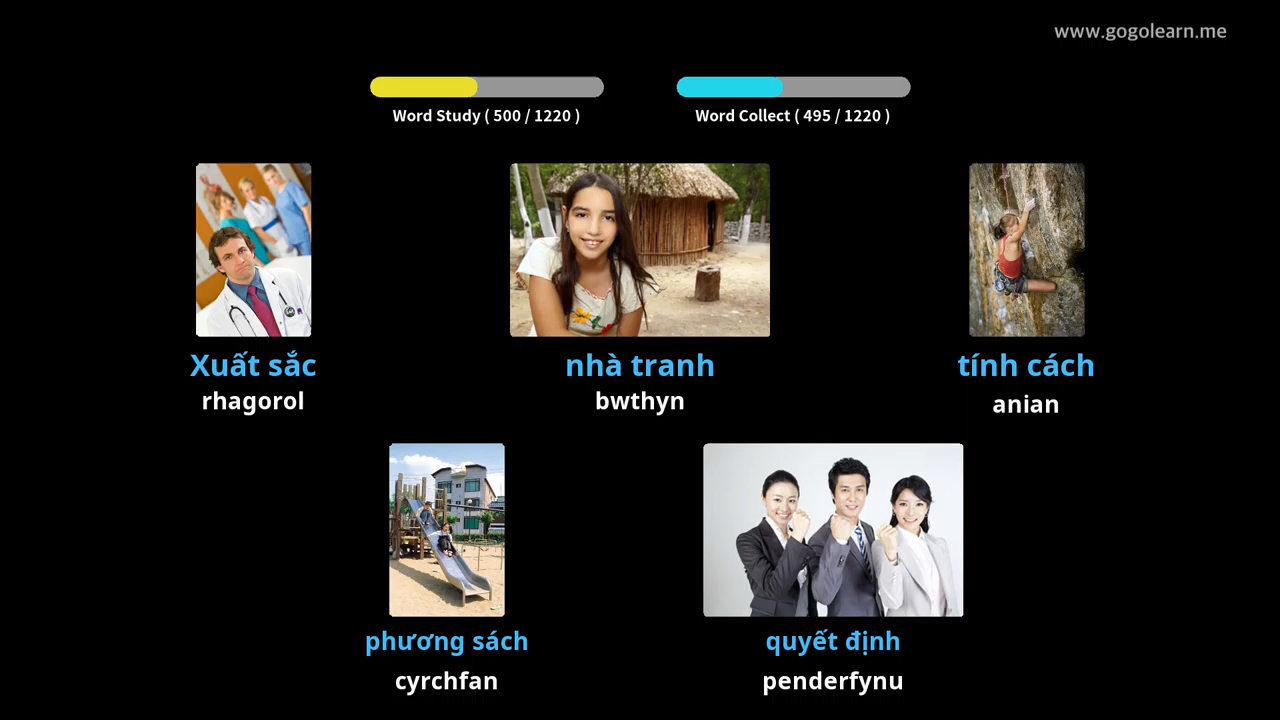 www.gogolearn.me
Word Study ( 500 / 1220 )
Word Collect ( 495 / 1220 )
Xuất sắc
rhagorol
nhà tranh
bwthyn
tính cách
anian
phương sách
cyrchfan
quyết định
penderfynu